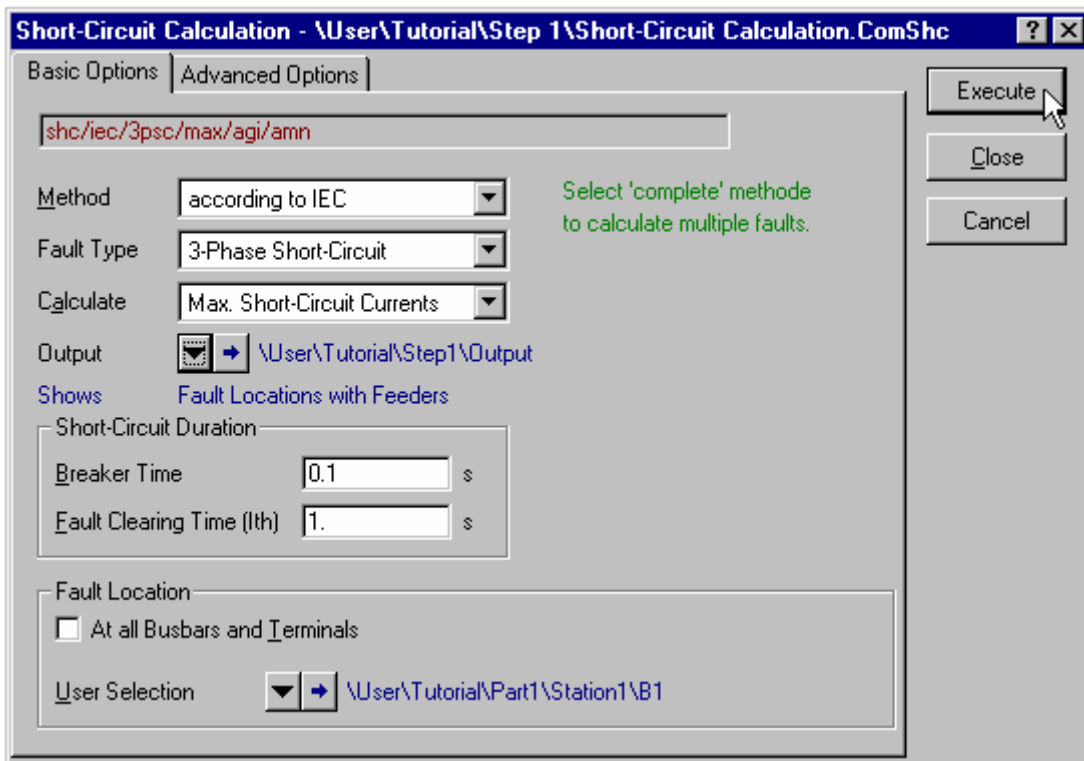 Short-Circuit Calculation - \User\Tutorial\Step 1\Short-Circuit Calculation.ComShc
Basic Options
Advanced Options
Execute
Close
Cancel
shc/iec/3psc/max/agi/amn
Method
according to IEC
Select 'complete' methode
to calculate multiple faults.
Fault Type
3-Phase Short-Circuit
Calculate
Max. Short-Circuit Currents
Output
\User\Tutorial\Step1\Output
Shows
Fault Locations with Feeders
Short-Circuit Duration
Breaker Time
0.1
s
Fault Clearing Time (Ith)
1.
s
Fault Location
At all Busbars and Terminals
User Selection
\User\Tutorial\Part1\Station1\B1